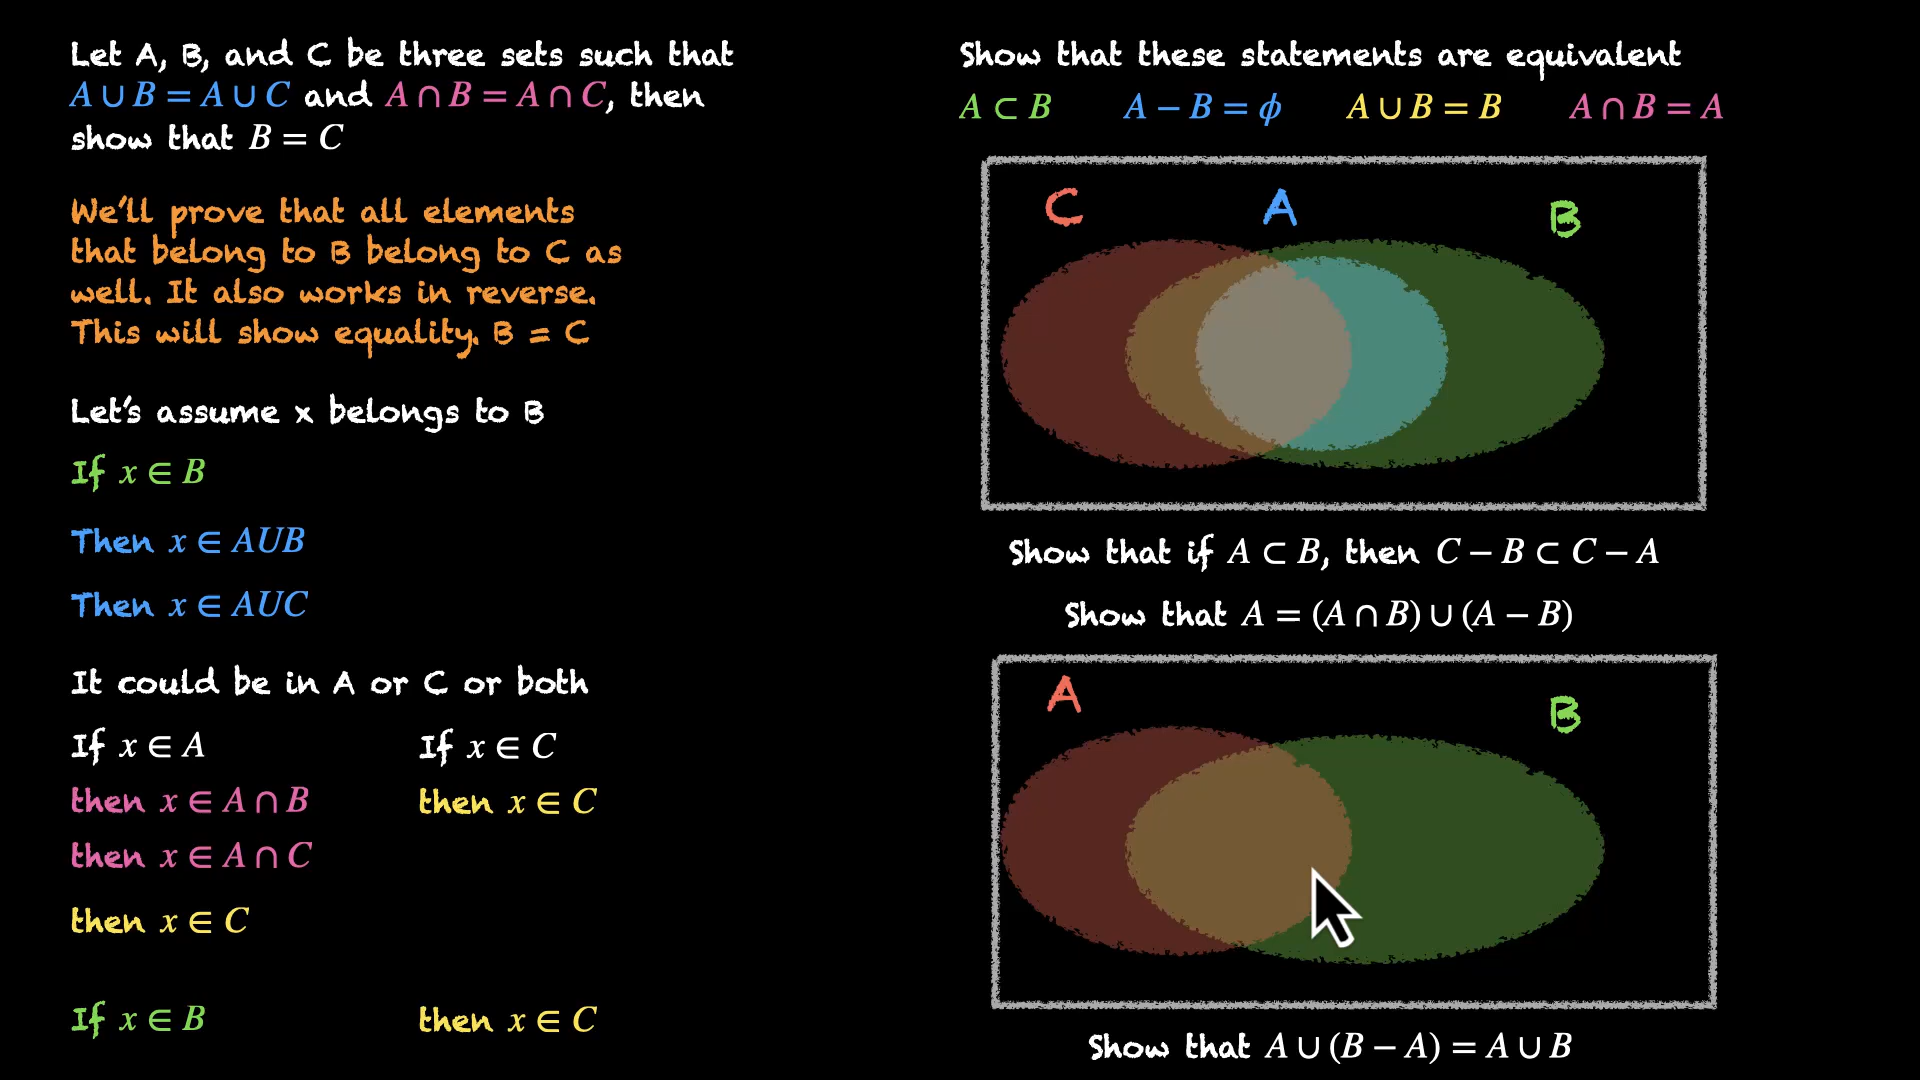 Let A, B, and C be three sets such that
A ∪ B = A ∪ C and A ∩ B = A ∩ C, then
show that B = C
We'll prove that all elements
that belong to B belong to C as
well. It also works in reverse.
This will show equality. B = C
Let's assume x belongs to B
If x ∈ B
Then x ∈ AUB
Then x ∈ AUC
It could be in A or C or both
If x ∈ A
If x ∈ C
then x ∈ A ∩ B
then x ∈ C
then x ∈ A ∩ C
then x ∈ C
If x ∈ B
then x ∈ C
Show that these statements are equivalent
A ⊂ B
A − B = ϕ
A ∪ B = B
A ∩ B = A
C
A
B
Show that if A ⊂ B, then C − B ⊂ C − A
Show that A = (A ∩ B) ∪ (A − B)
A
B
Show that A ∪ (B − A) = A ∪ B